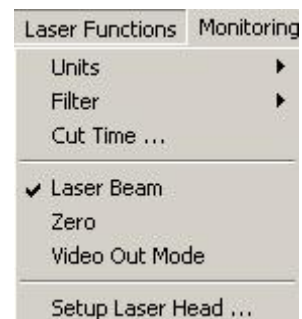 Laser Functions Monitoring
Units
Filter
Cut Time ...
Laser Beam
Zero
Video Out Mode
Setup Laser Head ...